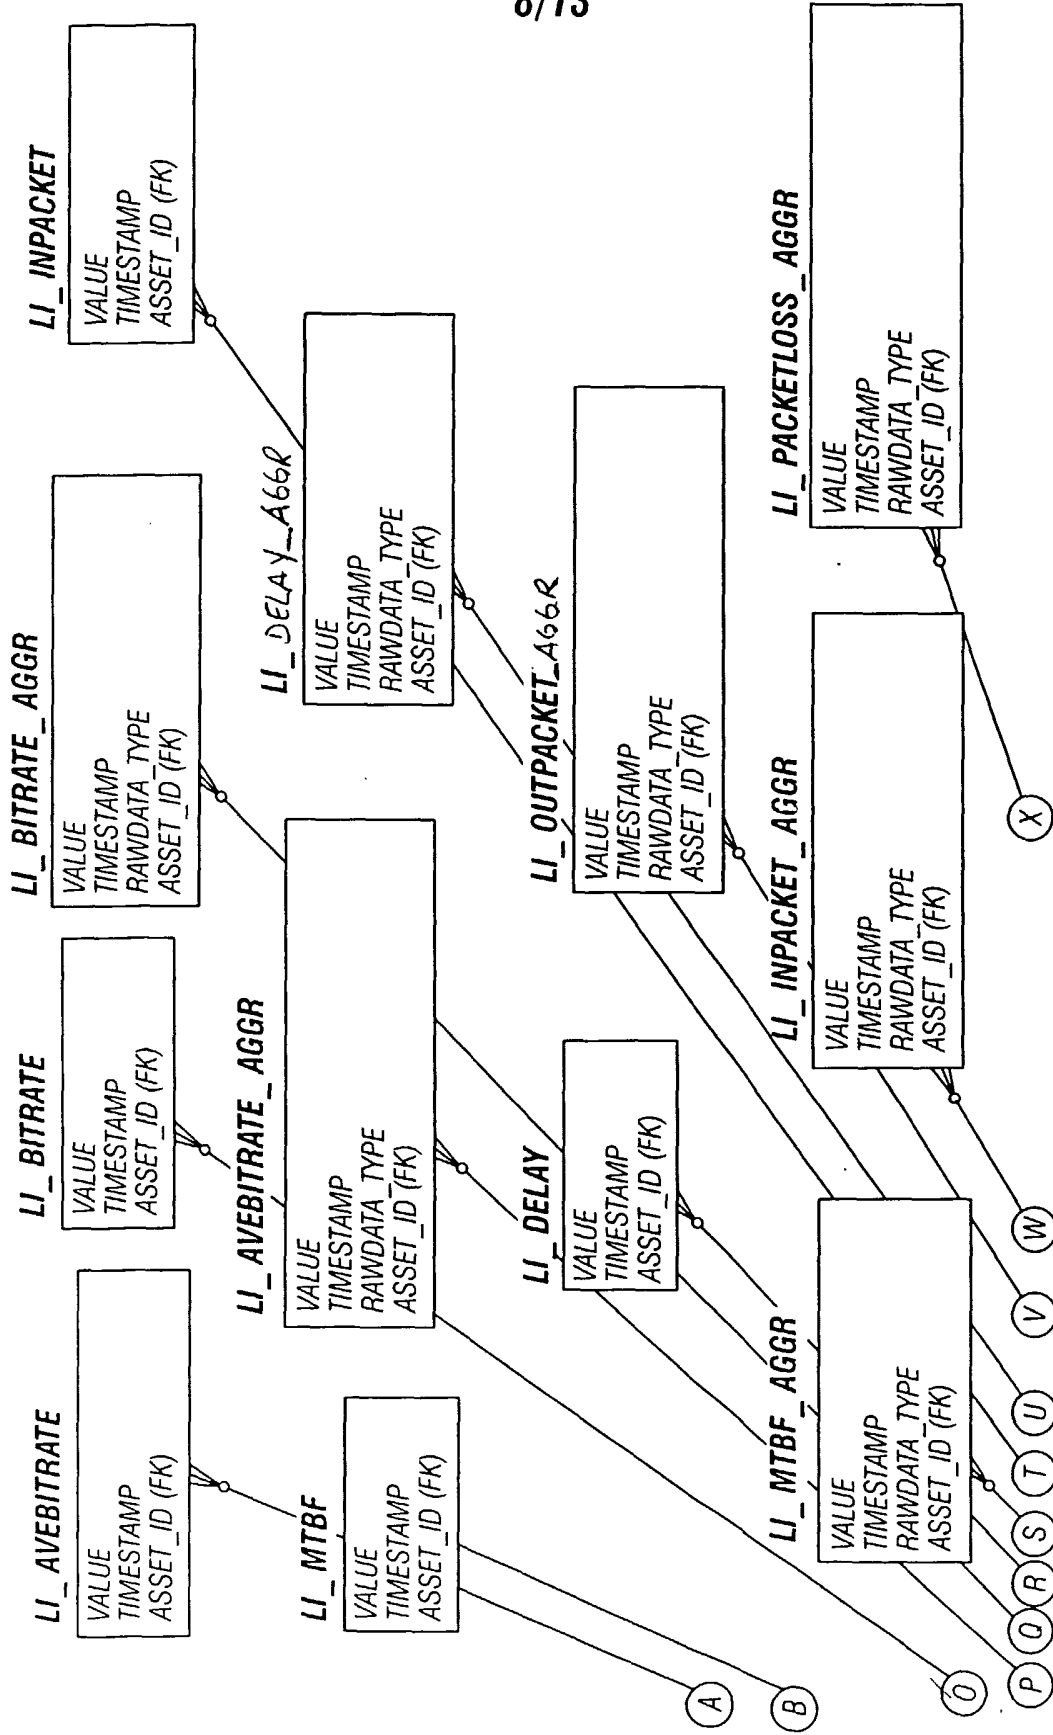 8/13
LI_AVEBITRATE
VALUE
TIMESTAMP
ASSET_ID (FK)
LI_BITRATE
VALUE
TIMESTAMP
ASSET_ID (FK)
LI_BITRATE_AGGR
VALUE
TIMESTAMP
RAWDATA_TYPE
ASSET_ID (FK)
LI_INPACKET
VALUE
TIMESTAMP
ASSET_ID (FK)
LI_MTBF
VALUE
TIMESTAMP
ASSET_ID (FK)
LI_AVEBITRATE_AGGR
VALUE
TIMESTAMP
RAWDATA_TYPE
ASSET_ID (FK)
LI_DELAY_AGGR
VALUE
TIMESTAMP
RAWDATA_TYPE
ASSET_ID (FK)
LI_DELAY
VALUE
TIMESTAMP
ASSET_ID (FK)
LI_OUTPACKET_AGGR
VALUE
TIMESTAMP
RAWDATA_TYPE
ASSET_ID (FK)
LI_MTBF_AGGR
VALUE
TIMESTAMP
RAWDATA_TYPE
ASSET_ID (FK)
LI_INPACKET_AGGR
VALUE
TIMESTAMP
RAWDATA_TYPE
ASSET_ID (FK)
LI_PACKETLOSS_AGGR
VALUE
TIMESTAMP
RAWDATA_TYPE
ASSET_ID (FK)
A
B
O
P
Q
R
S
T
U
V
W
X